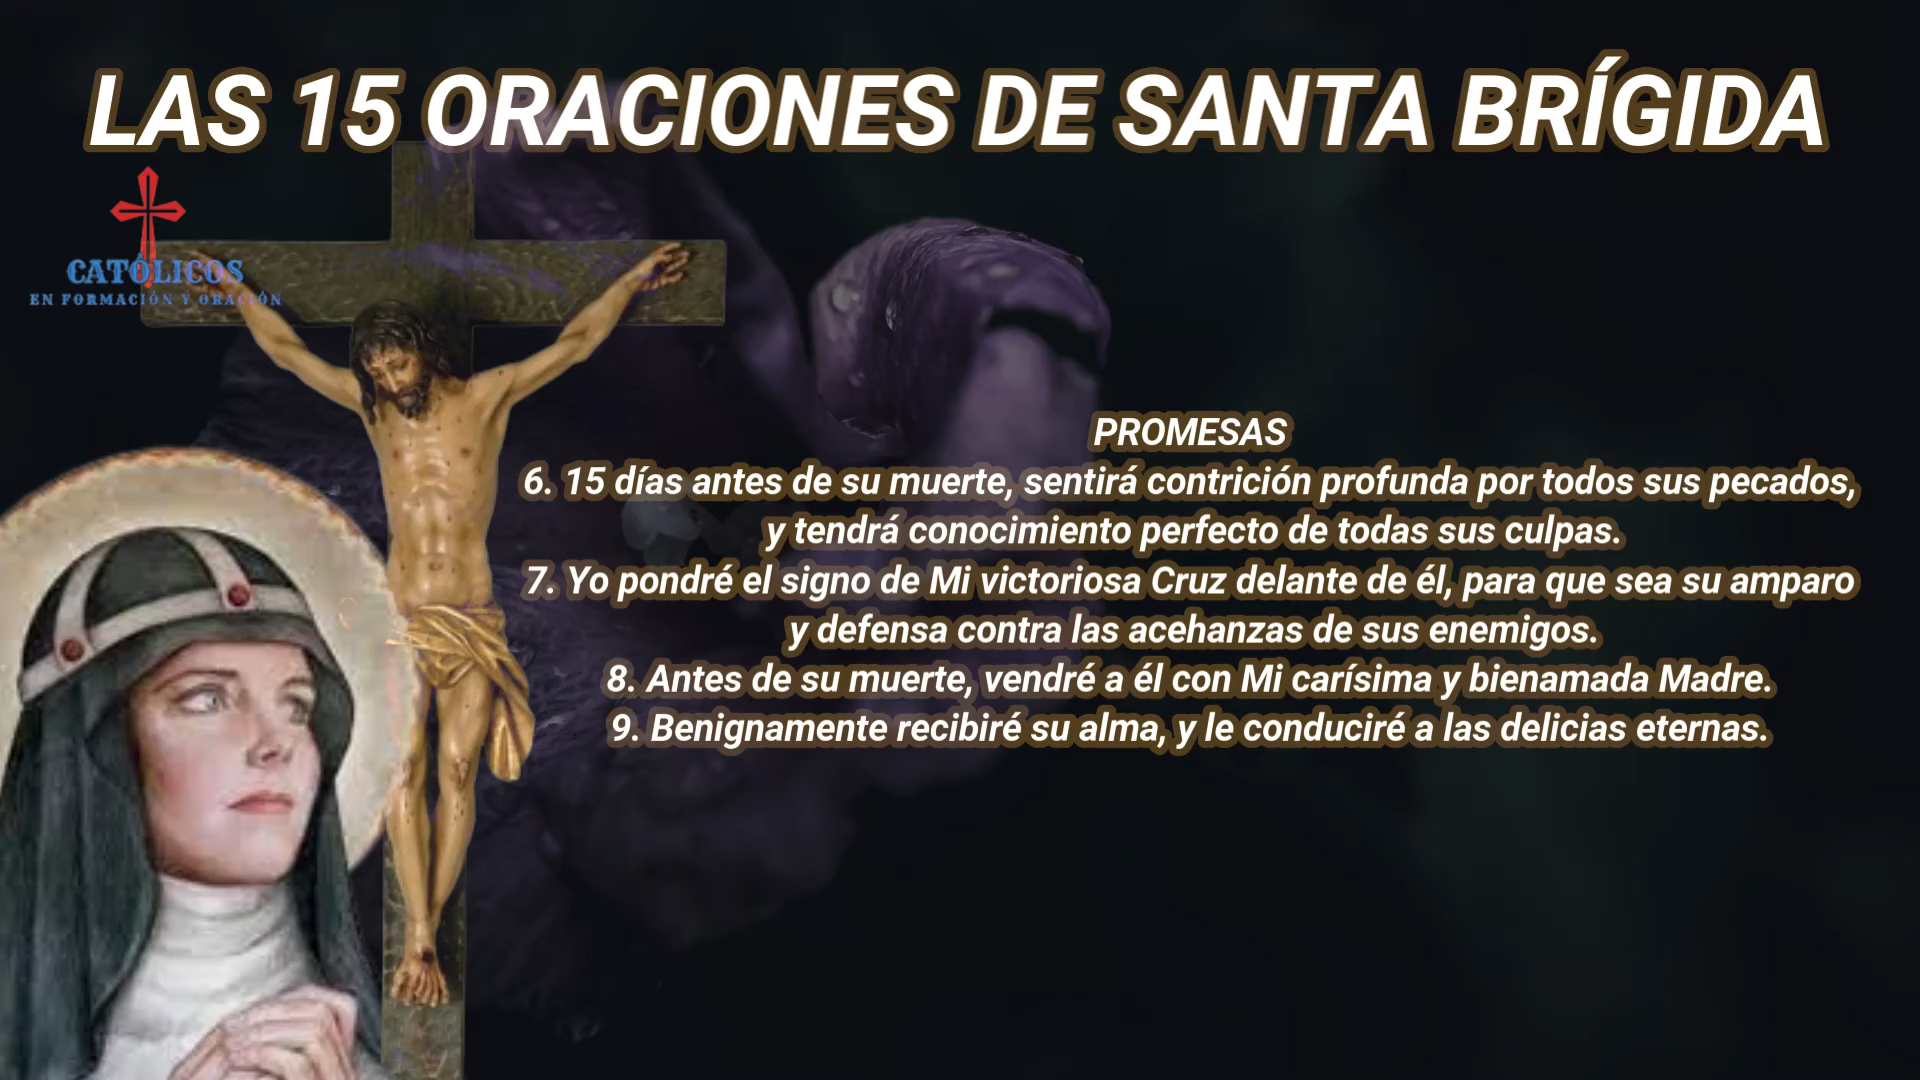 LAS 15 ORACIONES DE SANTA BRÍGIDA
CATÓLICOS
EN FORMACIÓN Y ORACIÓN
PROMESAS
6. 15 días antes de su muerte, sentirá contrición profunda por todos sus pecados,
y tendrá conocimiento perfecto de todas sus culpas.
7. Yo pondré el signo de Mi victoriosa Cruz delante de él, para que sea su amparo
y defensa contra las acehanzas de sus enemigos.
8. Antes de su muerte, vendré a él con Mi carísima y bienamada Madre.
9. Benignamente recibiré su alma, y le conduciré a las delicias eternas.